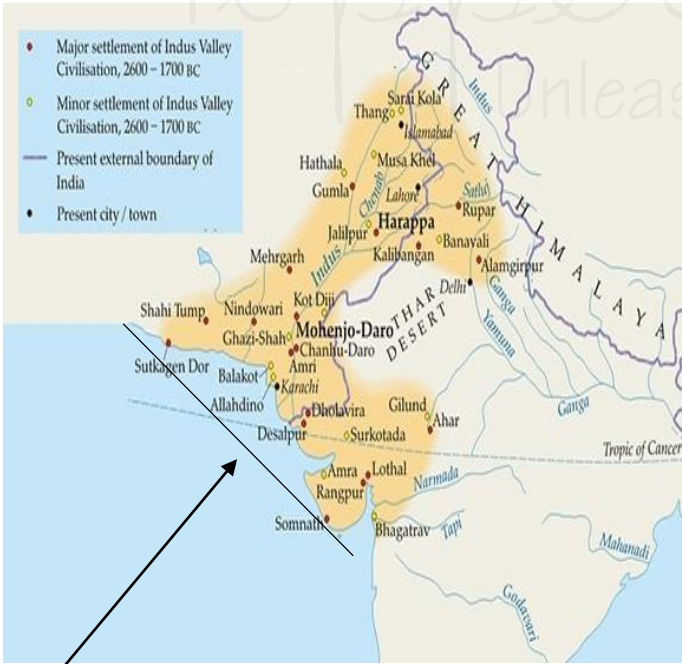 Unleas
Major settlement of Indus Valley
Civilisation, 2600 – 1700 BC
Minor settlement of Indus Valley
Civilisation, 2600 – 1700 BC
Present external boundary of
India
Present city / town
GREAT HIMALAYA
Indus
Sarai Kola
Thang
Islamabad
Musa Khel
Hathala
Gumla
Chenab
Lahore
Satluj
Rupar
Harappa
Jalilpur
Banavali
Kalibangan
Alamgirpur
Mehrgarh
Indus
Delhi
Ganga
Yamuna
Kot Diji
THAR
DESERT
Shahi Tump
Nindowari
Mohenjo-Daro
Ghazi-Shah
Chanhu-Daro
Sutkagen Dor
Amri
Balakot
Karachi
Allahdino
Dholavira
Gilund
Ahar
Ganga
Desalpur
Surkotada
Tropic of Cancer
Amra
Lothal
Narmada
Rangpur
Somnath
Bhagatrav
Tapi
Mahanadi
Godavari